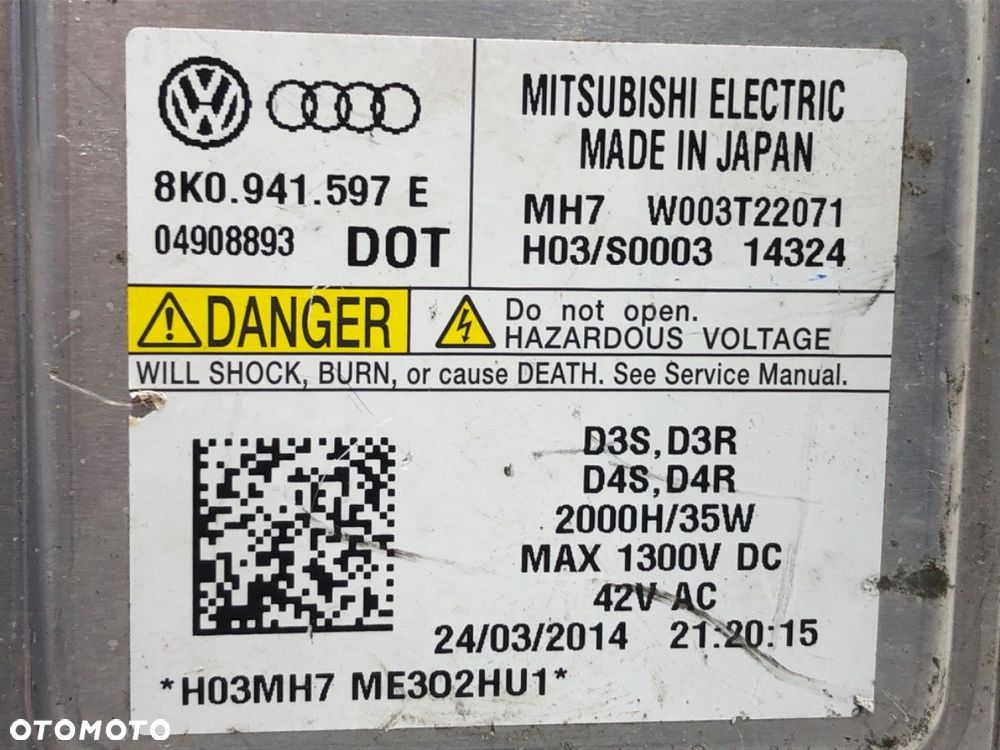 8K0.941.597 E
04908893 DOT
MITSUBISHI ELECTRIC
MADE IN JAPAN
MH7 W003T22071
H03/S0003 14324
DANGER
Do not open.
HAZARDOUS VOLTAGE
WILL SHOCK, BURN, or cause DEATH. See Service Manual.
D3S, D3R
D4S, D4R
2000H/35W
MAX 1300V DC
42V AC
24/03/2014 21:20:15
*H03MH7 ME302HU1*
OTOMOTO